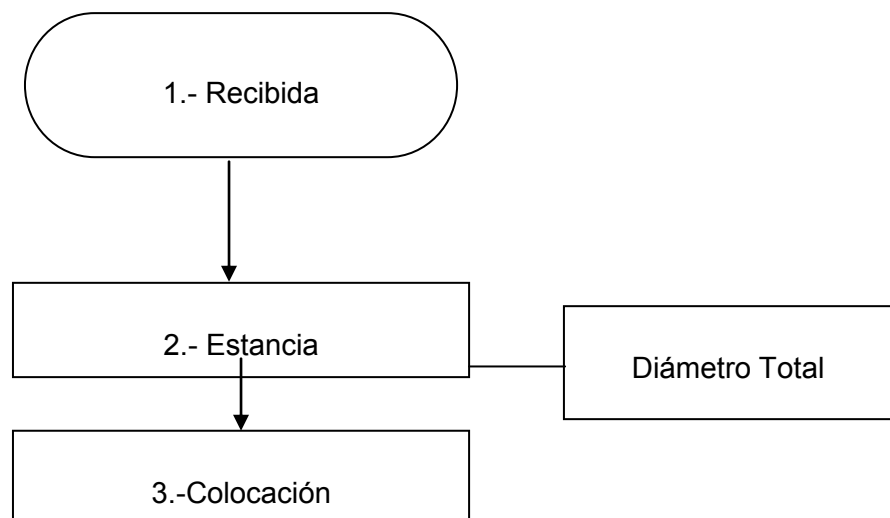 1.- Recibida
2.- Estancia
Diámetro Total
3.-Colocación